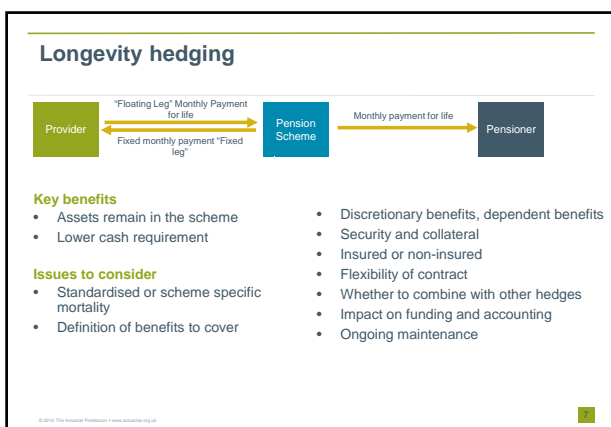 Longevity hedging
Provider
“Floating Leg” Monthly Payment
for life
Fixed monthly payment “Fixed
leg”
Pension
Scheme
Monthly payment for life
Pensioner
Key benefits
• Assets remain in the scheme
• Lower cash requirement
Issues to consider
• Standardised or scheme specific
mortality
• Definition of benefits to cover
• Discretionary benefits, dependent benefits
• Security and collateral
• Insured or non-insured
• Flexibility of contract
• Whether to combine with other hedges
• Impact on funding and accounting
• Ongoing maintenance
© 2010 The Actuarial Profession • www.actuaries.org.uk
7